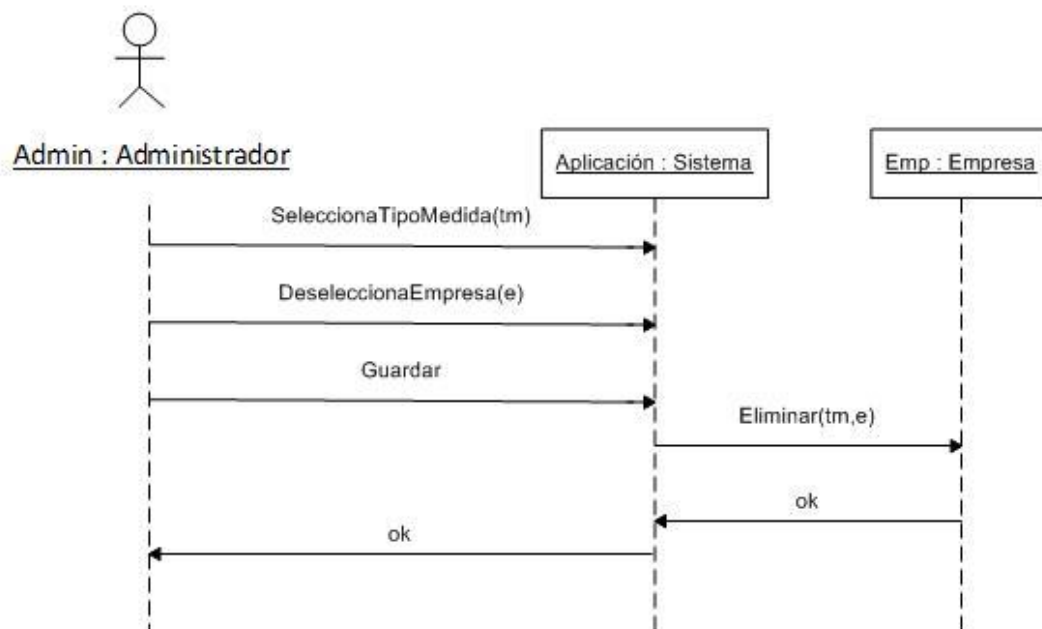 Admin : Administrador
Aplicación : Sistema
Emp : Empresa
SeleccionaTipoMedida(tm)
DeseleccionaEmpresa(e)
Guardar
Eliminar(tm,e)
ok
ok